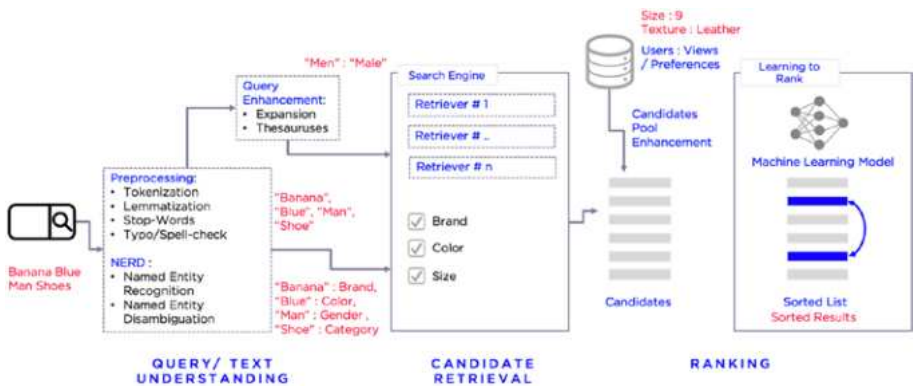 Banana Blue
Man Shoes
Preprocessing:
• Tokenization
• Lemmatization
• Stop-Words
• Typo/Spell-check
NERD :
• Named Entity
Recognition
• Named Entity
Disambiguation
Query
Enhancement:
• Expansion
• Thesauruses
"Men" : "Male"
"Banana",
"Blue", "Man",
"Shoe"
"Banana" : Brand,
"Blue" : Color,
"Man" : Gender ,
"Shoe" : Category
Search Engine
Retriever # 1
Retriever # ..
Retriever # n
Brand
Color
Size
Size : 9
Texture : Leather
Users : Views
/ Preferences
Candidates
Pool
Enhancement
Candidates
Learning to
Rank
Machine Learning Model
Sorted List
Sorted Results
QUERY/ TEXT
UNDERSTANDING
CANDIDATE
RETRIEVAL
RANKING